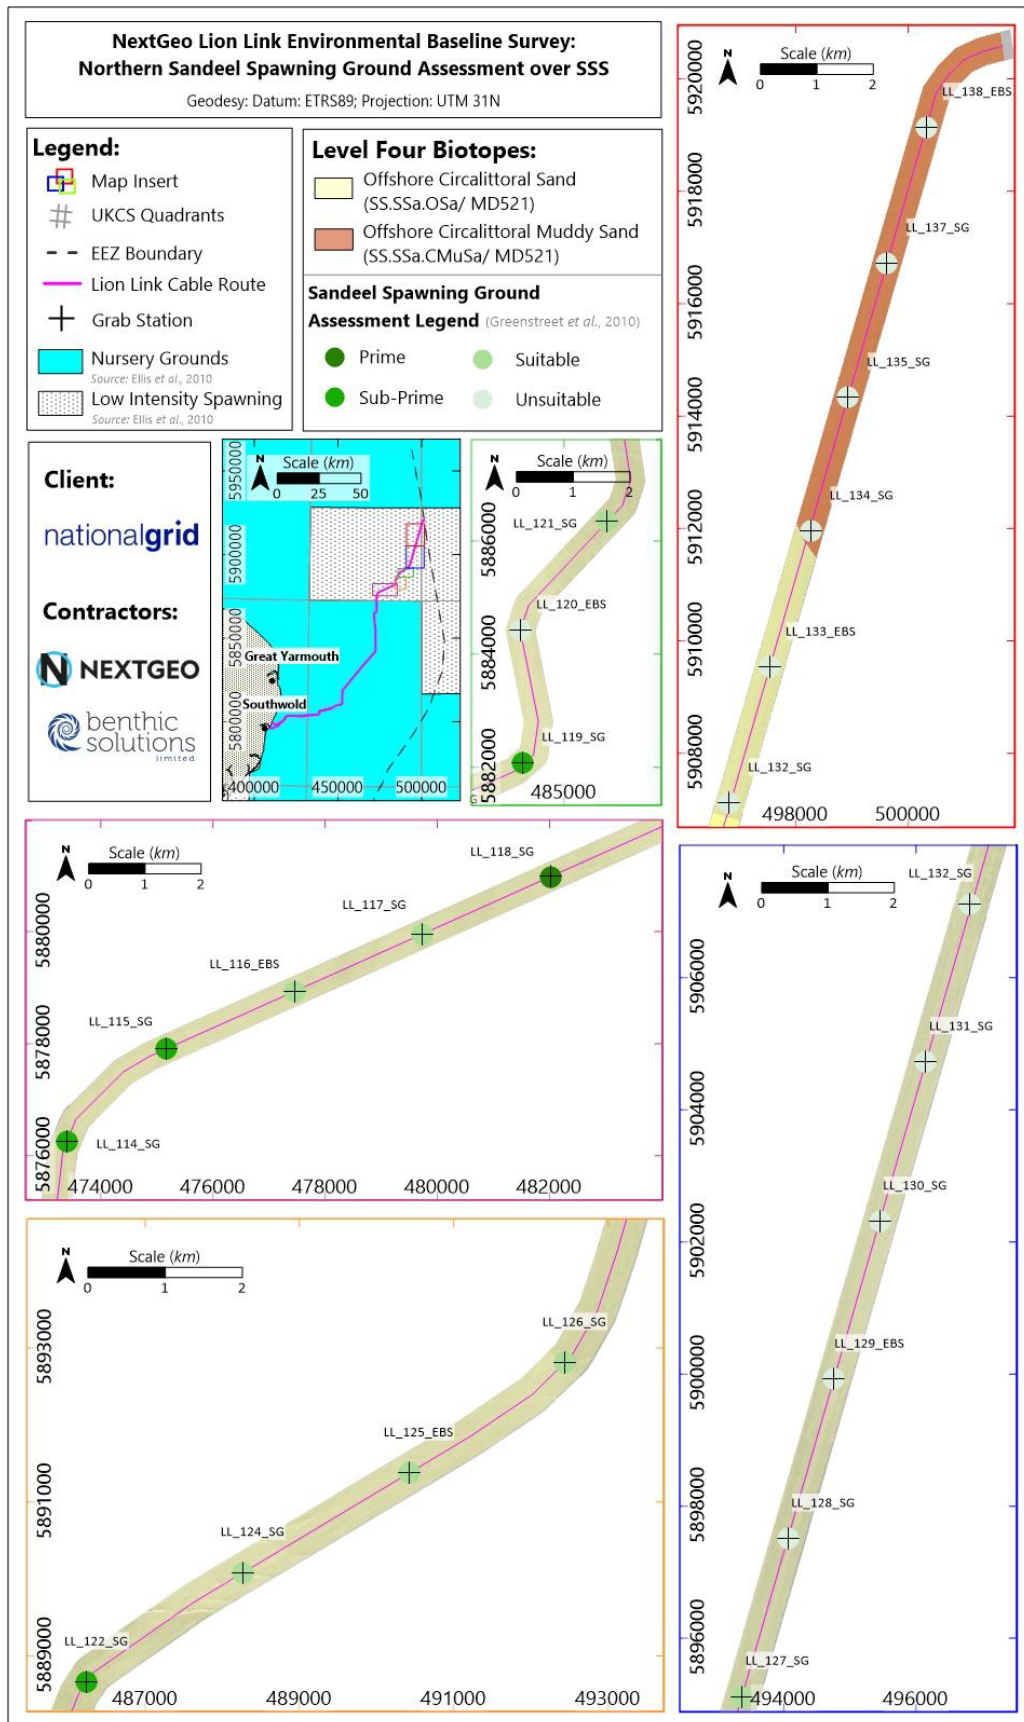 NextGeo Lion Link Environmental Baseline Survey:
Northern Sandeel Spawning Ground Assessment over SSS
Geodesy: Datum: ETRS89; Projection: UTM 31N
Legend:
Map Insert
UKCS Quadrants
EEZ Boundary
Lion Link Cable Route
Grab Station
Nursery Grounds
Source: Ellis et al., 2010
Low Intensity Spawning
Source: Ellis et al., 2010
Level Four Biotopes:
Offshore Circalittoral Sand
(SS.SSa.OSa/ MD521)
Offshore Circalittoral Muddy Sand
(SS.SSa.CMuSa/ MD521)
Sandeel Spawning Ground
Assessment Legend (Greenstreet et al., 2010)
Prime
Suitable
Sub-Prime
Unsuitable
Client:
nationalgrid
Contractors:
N NEXTGEO
benthic
solutions
limited
N
Scale (km)
0 25 50
5950000
5900000
5850000
5800000
Great Yarmouth
Southwold
400000 450000 500000
N
Scale (km)
0 1 2
LL_121_SG
5886000
LL_120_EBS
5884000
LL_119_SG
5882000
G
485000
N
Scale (km)
0 1 2
5920000
LL_138_EBS
5918000
LL_137_SG
5916000
LL_135_SG
5914000
LL_134_SG
5912000
LL_133_EBS
5910000
LL_132_SG
5908000
498000 500000
N
Scale (km)
0 1 2
LL_118_SG
LL_117_SG
5880000
LL_116_EBS
LL_115_SG
5878000
LL_114_SG
5876000
474000 476000 478000 480000 482000
N
Scale (km)
0 1 2
LL_132_SG
5906000
LL_131_SG
5904000
LL_130_SG
5902000
LL_129_EBS
5900000
LL_128_SG
5898000
LL_127_SG
5896000
494000 496000
N
Scale (km)
0 1 2
LL_126_SG
5893000
LL_125_EBS
5891000
LL_124_SG
LL_122_SG
5889000
487000 489000 491000 493000